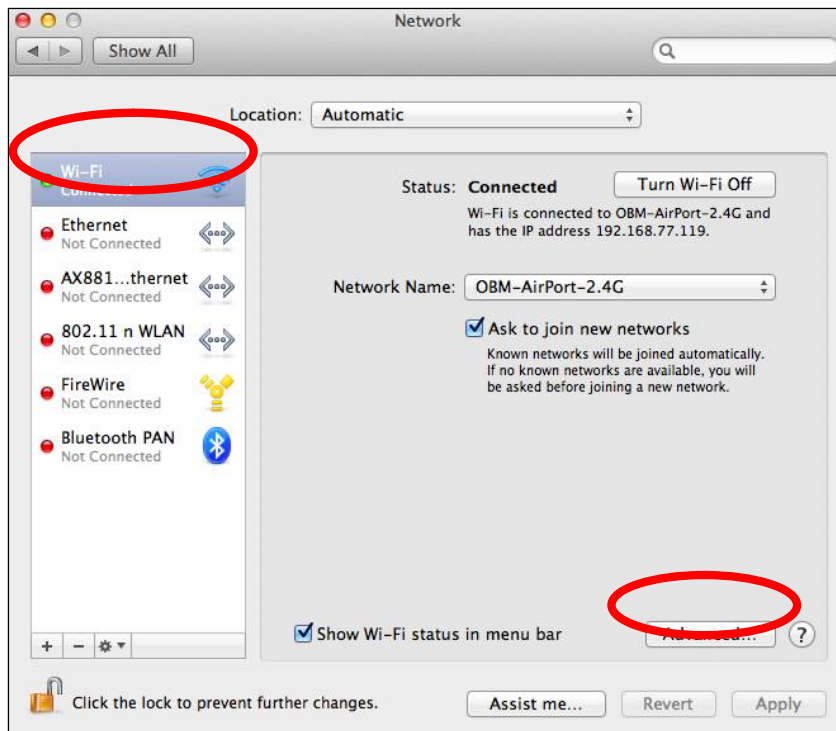 Network
Show All
Location: Automatic
Wi-Fi
Connected
Ethernet
Not Connected
AX881...thernet
Not Connected
802.11 n WLAN
Not Connected
FireWire
Not Connected
Bluetooth PAN
Not Connected
Status: Connected
Turn Wi-Fi Off
Wi-Fi is connected to OBM-AirPort-2.4G and
has the IP address 192.168.77.119.
Network Name: OBM-AirPort-2.4G
Ask to join new networks
Known networks will be joined automatically.
If no known networks are available, you will
be asked before joining a new network.
Show Wi-Fi status in menu bar
Advanced...
?
Click the lock to prevent further changes.
Assist me...
Revert
Apply